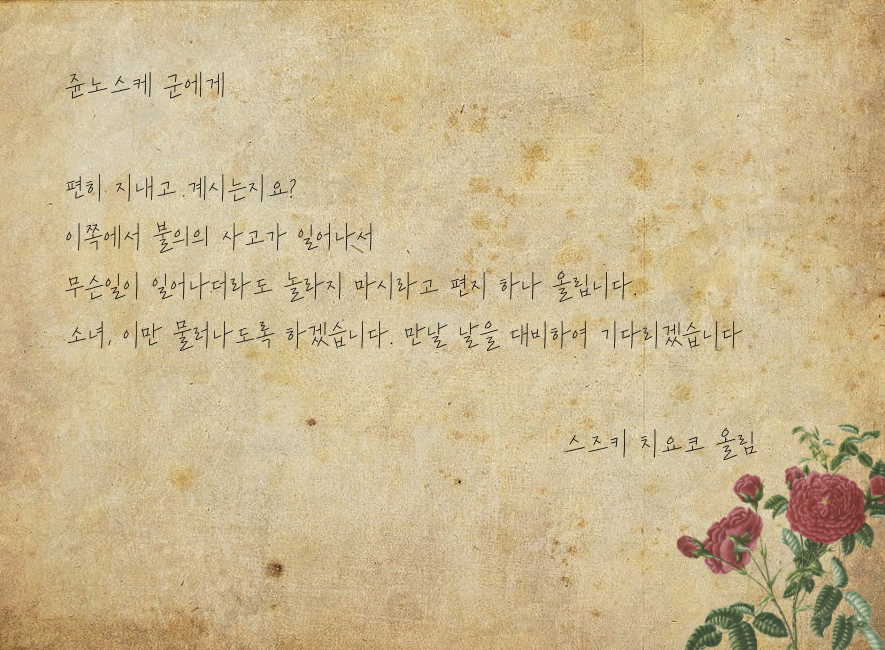 쥰노스케 군에게
편히 지내고 계시는지요?
이쪽에서 불의의 사고가 일어나서
무슨일이 일어나더라도 놀라지 마시라고 편지 하나 올립니다.
소녀, 이만 물러나도록 하겠습니다. 만날 날을 대비하여 기다리겠습니다
스즈키 치요코 올림